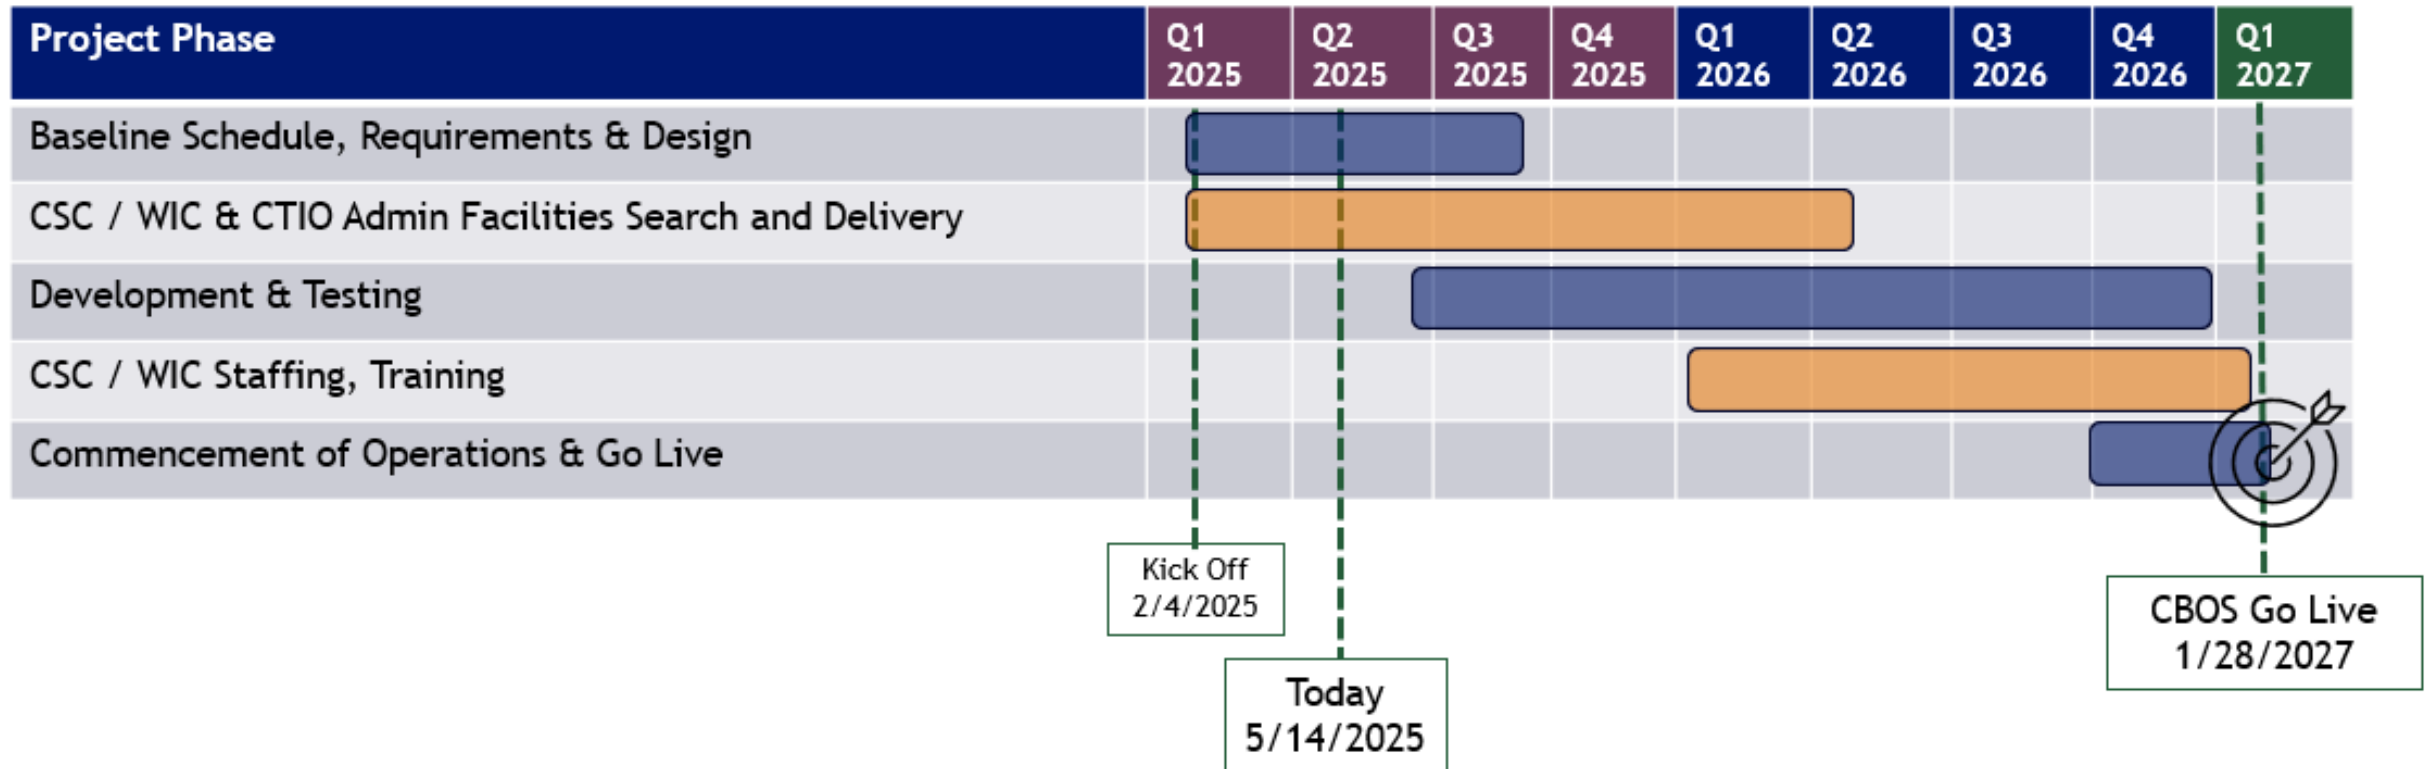 Project Phase
Q1
2025
Q2
2025
Q3
2025
Q4
2025
Q1
2026
Q2
2026
Q3
2026
Q4
2026
Q1
2027
Baseline Schedule, Requirements & Design
CSC / WIC & CTIO Admin Facilities Search and Delivery
Development & Testing
CSC / WIC Staffing, Training
Commencement of Operations & Go Live
Kick Off
2/4/2025
Today
5/14/2025
CBOS Go Live
1/28/2027